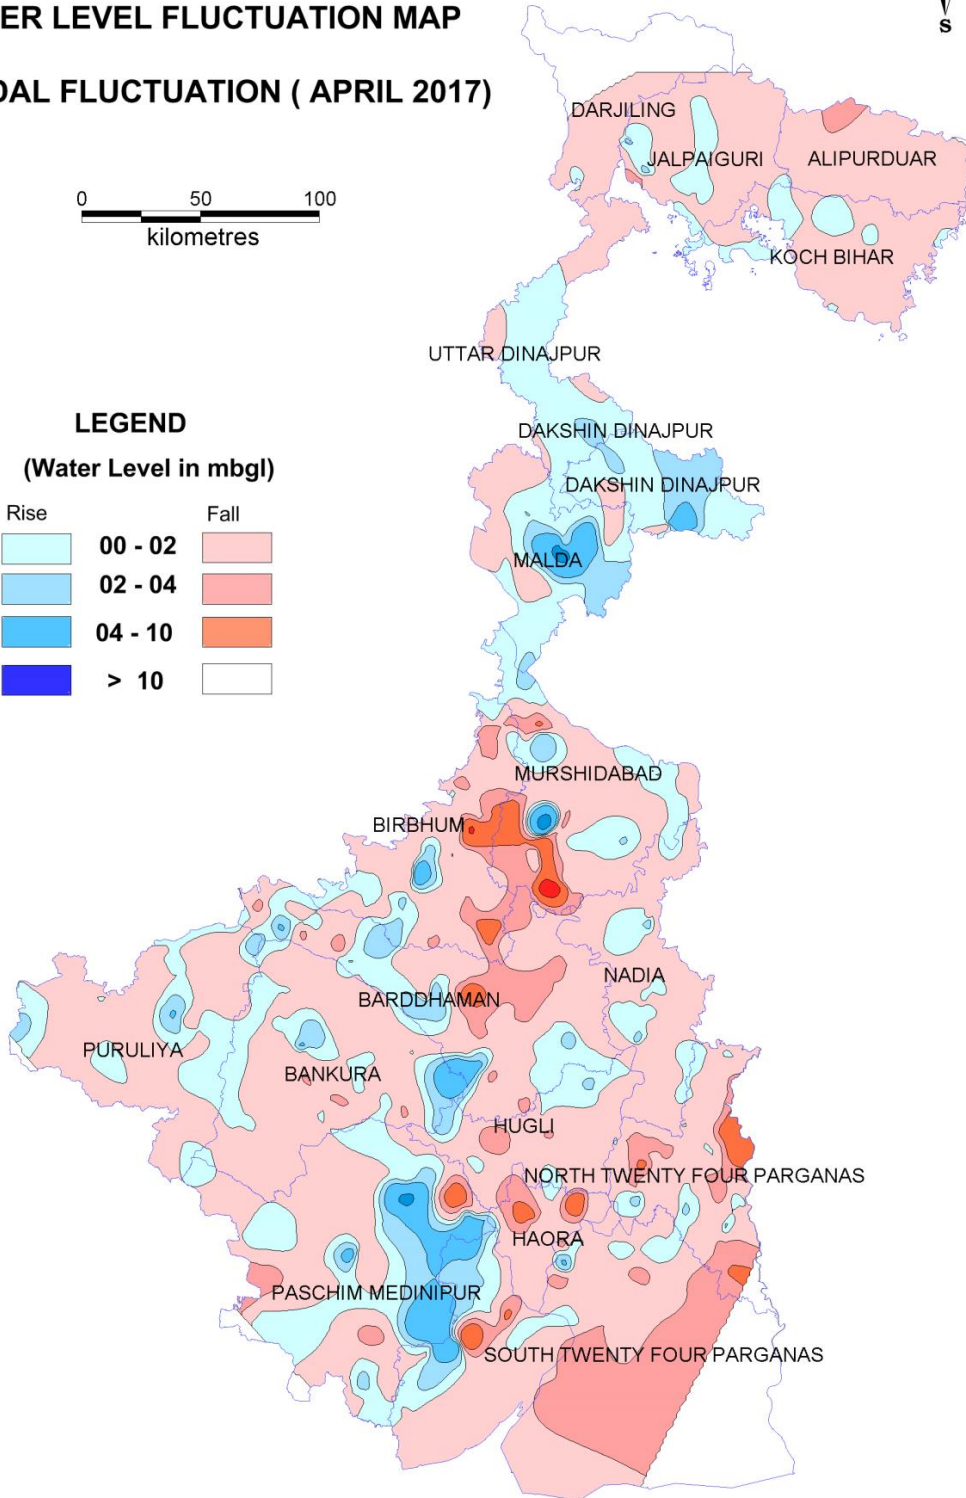 ER LEVEL FLUCTUATION MAP
S
DAL FLUCTUATION ( APRIL 2017)
DARJILING
JALPAIGURI
ALIPURDUAR
0 50 100
kilometres
KOCH BIHAR
UTTAR DINAJPUR
LEGEND
DAKSHIN DINAJPUR
(Water Level in mbgl)
DAKSHIN DINAJPUR
Rise Fall
00 - 02
MALDA
02 - 04
04 - 10
> 10
MURSHIDABAD
BIRBHUM
NADIA
BARDDHAMAN
PURULIYA
BANKURA
HUGLI
NORTH TWENTY FOUR PARGANAS
HAORA
PASCHIM MEDINIPUR
SOUTH TWENTY FOUR PARGANAS